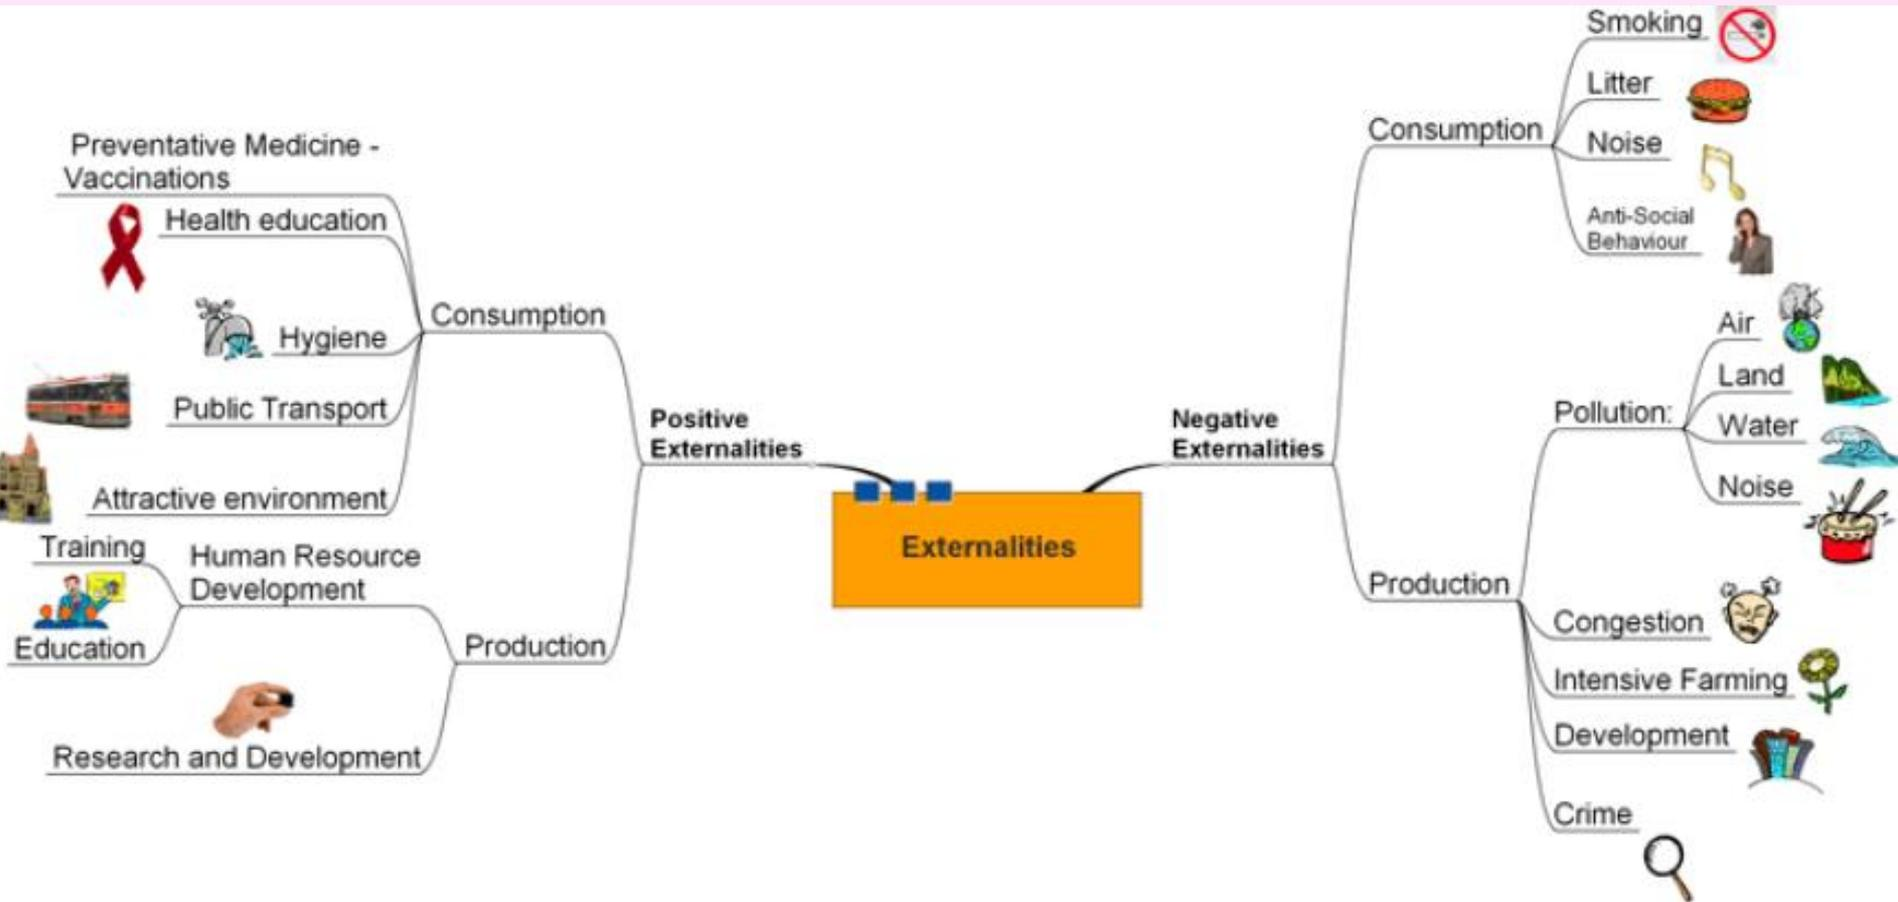 Externalities
Positive
Externalities
Consumption
Preventative Medicine -
Vaccinations
Health education
Hygiene
Public Transport
Attractive environment
Production
Human Resource
Development
Training
Education
Research and Development
Negative
Externalities
Consumption
Smoking
Litter
Noise
Anti-Social
Behaviour
Production
Pollution:
Air
Land
Water
Noise
Congestion
Intensive Farming
Development
Crime